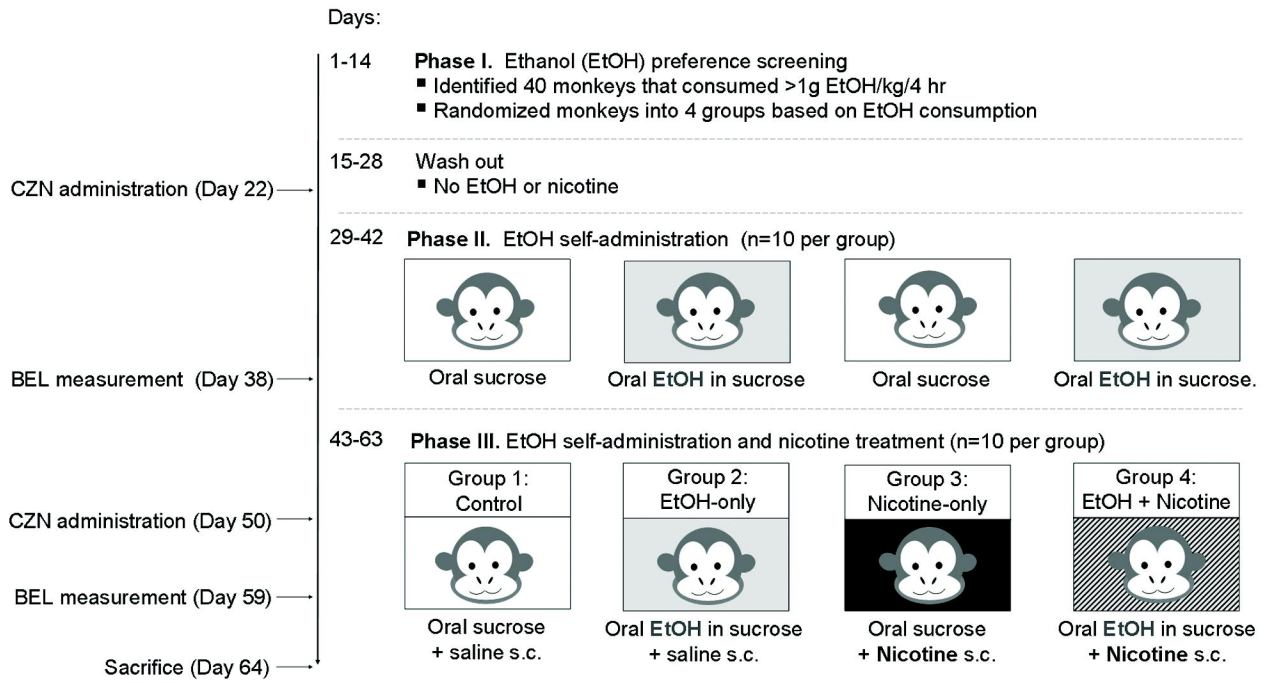 Days:
1-14 Phase I. Ethanol (EtOH) preference screening
▪ Identified 40 monkeys that consumed >1g EtOH/kg/4 hr
▪ Randomized monkeys into 4 groups based on EtOH consumption
15-28 Wash out
CZN administration (Day 22)
▪ No EtOH or nicotine
29-42 Phase II. EtOH self-administration (n=10 per group)
Oral sucrose
Oral EtOH in sucrose
Oral sucrose
Oral EtOH in sucrose.
BEL measurement (Day 38)
43-63 Phase III. EtOH self-administration and nicotine treatment (n=10 per group)
Group 1:
Control
Group 2:
EtOH-only
Group 3:
Nicotine-only
Group 4:
EtOH + Nicotine
CZN administration (Day 50)
BEL measurement (Day 59)
Oral sucrose
+ saline s.c.
Oral EtOH in sucrose
+ saline s.c.
Oral sucrose
+ Nicotine s.c.
Oral EtOH in sucrose
+ Nicotine s.c.
Sacrifice (Day 64)